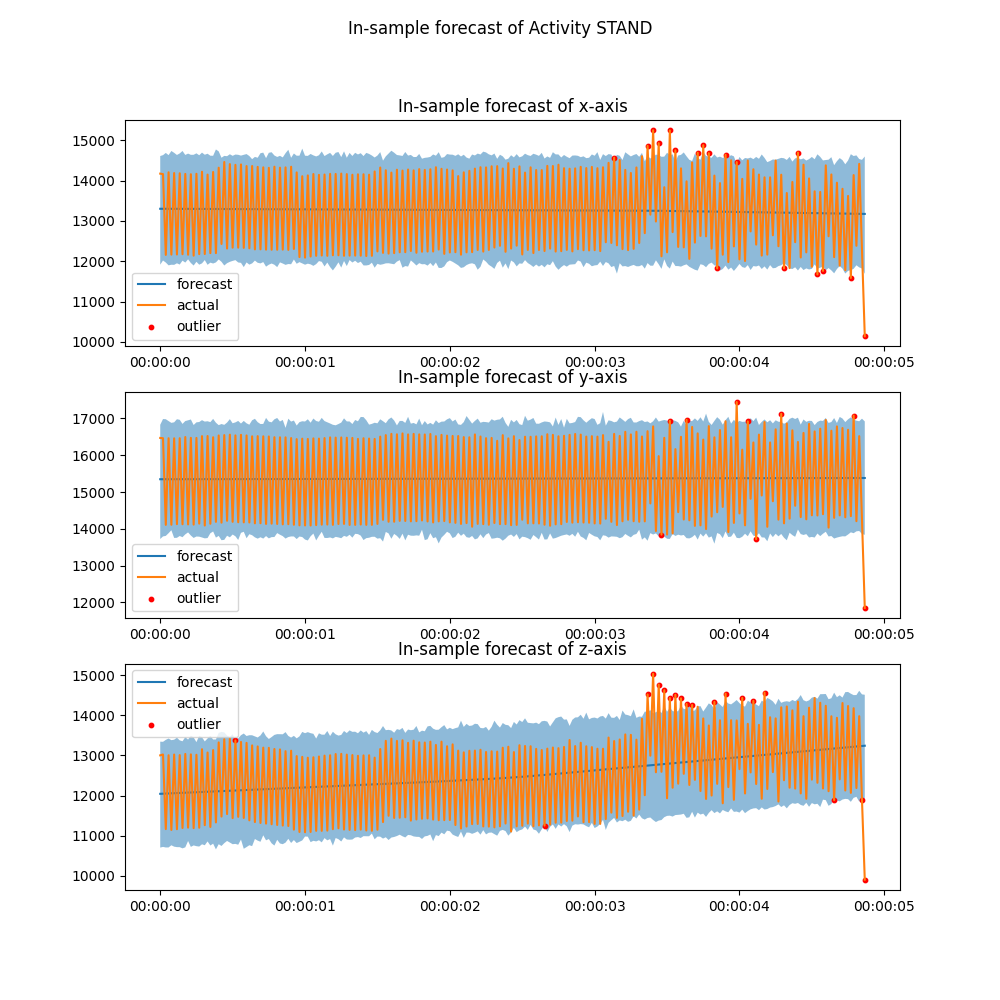 In-sample forecast of Activity STAND
In-sample forecast of x-axis
15000
14000
13000
12000
11000
10000
forecast
actual
outlier
00:00:00 00:00:01 00:00:02 00:00:03 00:00:04 00:00:05
In-sample forecast of y-axis
17000
16000
15000
14000
13000
12000
forecast
actual
outlier
00:00:00 00:00:01 00:00:02 00:00:03 00:00:04 00:00:05
In-sample forecast of z-axis
15000
14000
13000
12000
11000
10000
forecast
actual
outlier
00:00:00 00:00:01 00:00:02 00:00:03 00:00:04 00:00:05